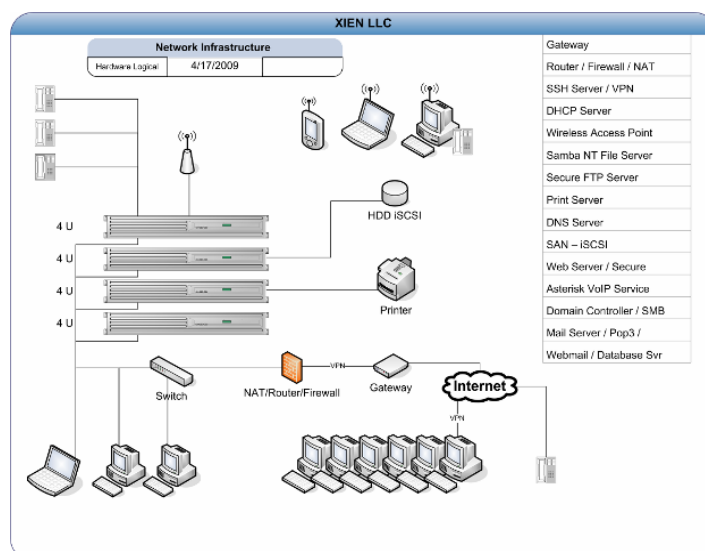 XIEN LLC
Network Infrastructure
Hardware Logical
4/17/2009
Gateway
Router / Firewall / NAT
SSH Server / VPN
DHCP Server
Wireless Access Point
Samba NT File Server
Secure FTP Server
Print Server
DNS Server
SAN – iSCSI
Web Server / Secure
Asterisk VoIP Service
Domain Controller / SMB
Mail Server / Pop3 /
Webmail / Database Svr
HDD iSCSI
4 U
4 U
4 U
4 U
Printer
Switch
NAT/Router/Firewall
VPN
Gateway
Internet
VPN